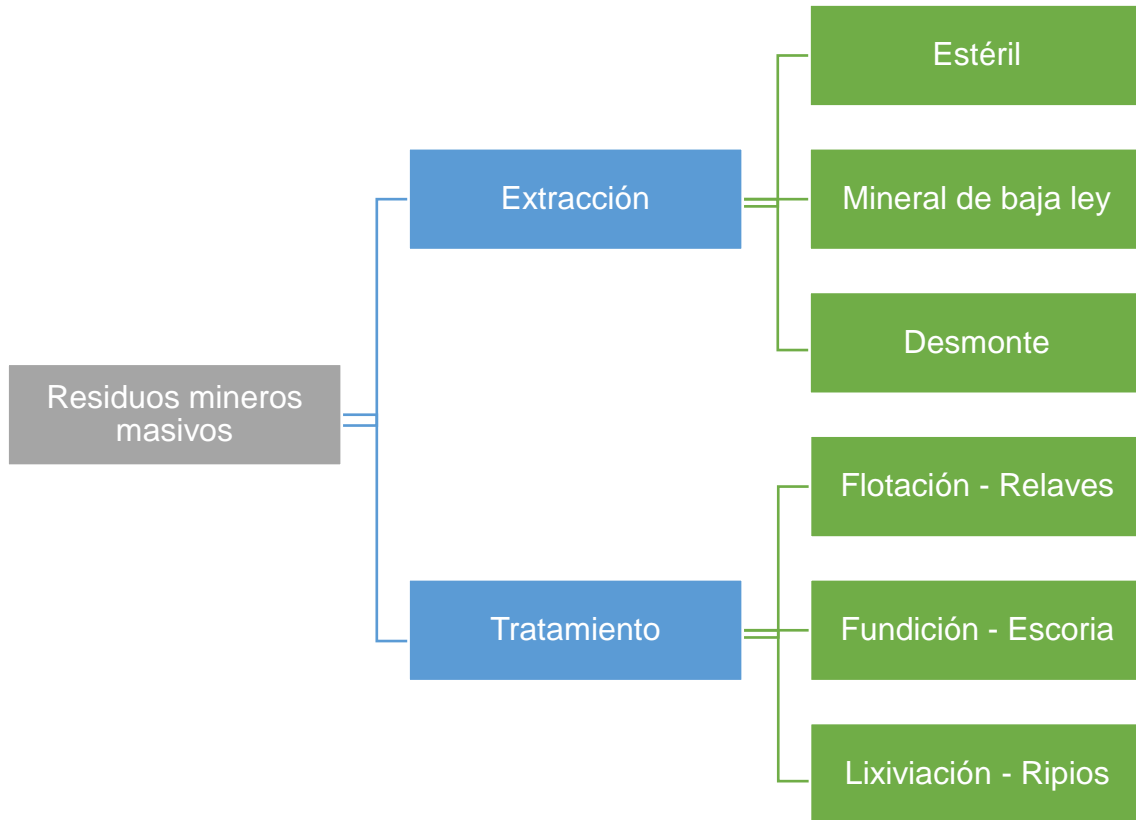 Estéril
Extracción
Mineral de baja ley
Desmonte
Residuos mineros
masivos
Flotación - Relaves
Tratamiento
Fundición - Escoria
Lixiviación - Ripios